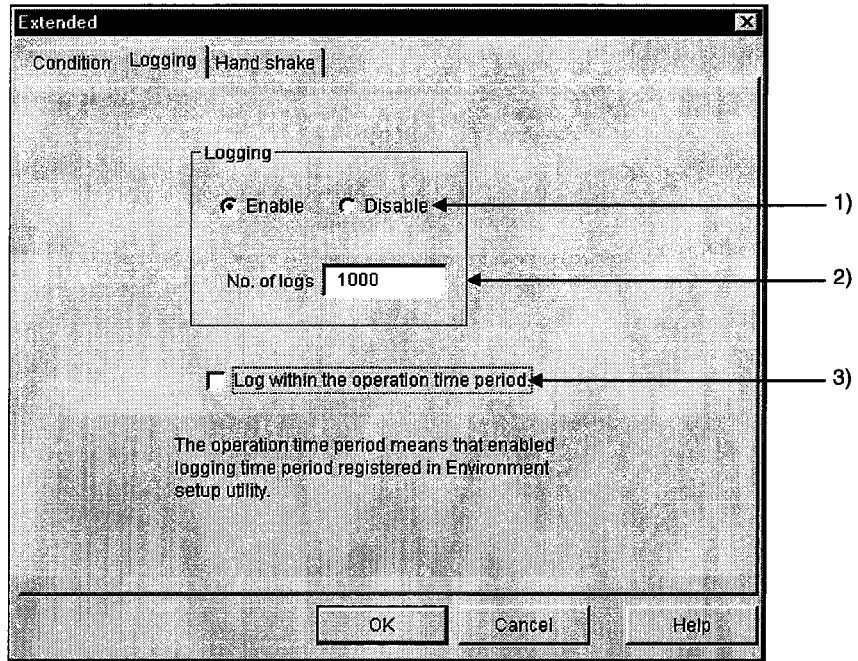 Extended
Condition Logging Hand shake
Logging
Enable Disable 1)
No. of logs 1000 2)
Log within the operation time period. 3)
The operation time period means that enabled
logging time period registered in Environment
setup utility.
OK Cancel Help